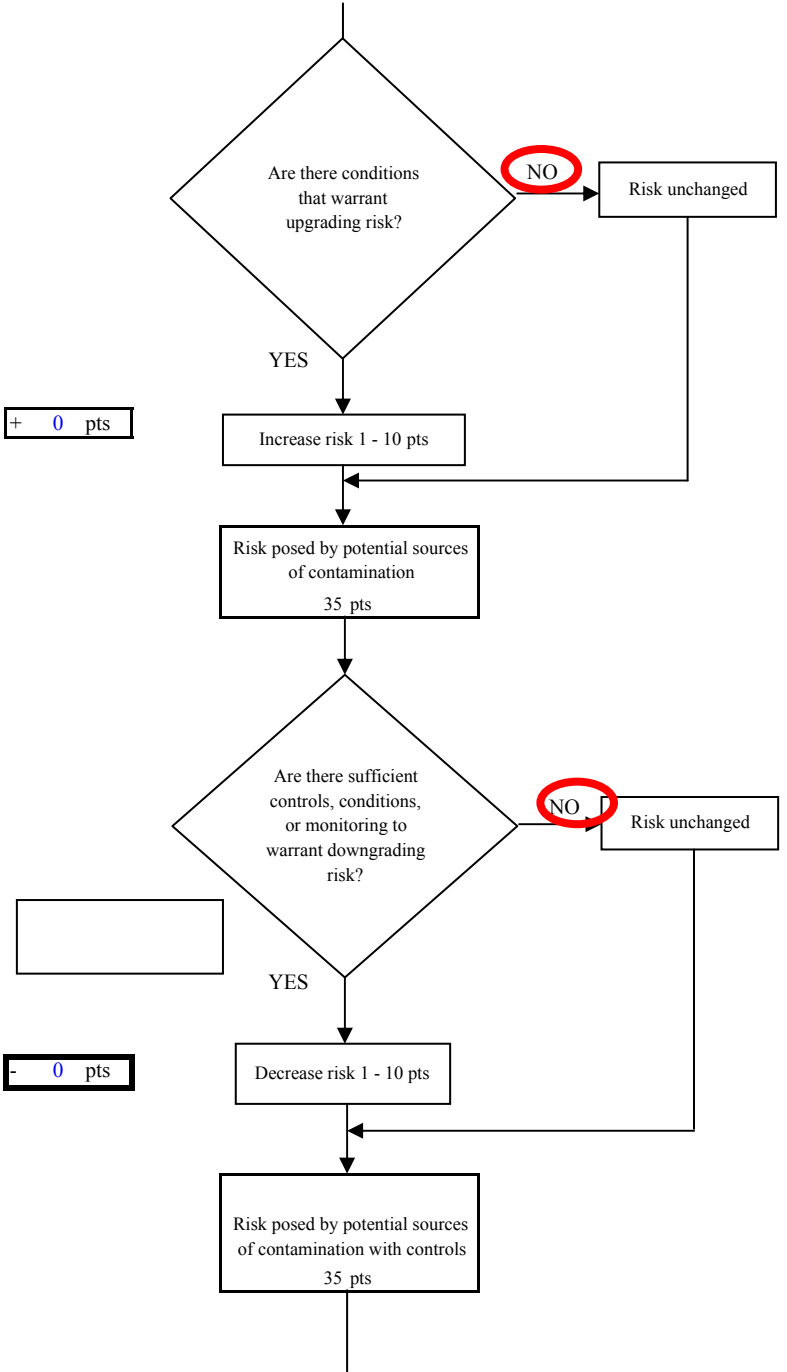 Are there conditions
that warrant
upgrading risk?
NO
Risk unchanged
YES
+ 0 pts
Increase risk 1 - 10 pts
Risk posed by potential sources
of contamination
35 pts
Are there sufficient
controls, conditions,
or monitoring to
warrant downgrading
risk?
NO
Risk unchanged
YES
- 0 pts
Decrease risk 1 - 10 pts
Risk posed by potential sources
of contamination with controls
35 pts